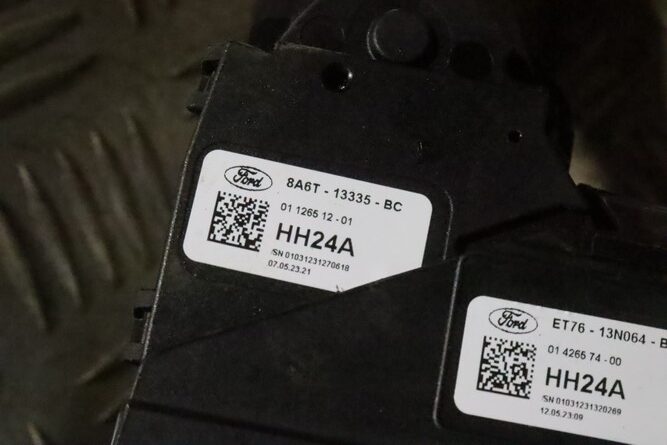 Ford
8A6T - 13335 - BC
01 1265 12 - 01
HH24A
/SN 01031231270618
07.05.23.21
Ford
ET76 - 13N064 - B
01 4265 74 - 00
HH24A
/SN 01031231320269
12.05.23:09